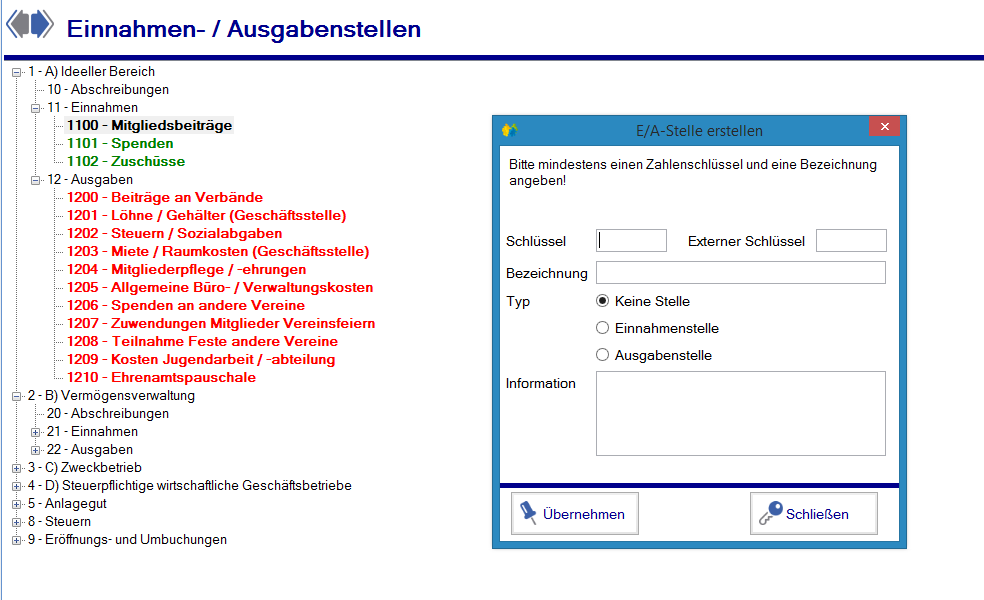 Einnahmen- / Ausgabenstellen
1 - A) Ideeller Bereich
10 - Abschreibungen
11 - Einnahmen
1100 - Mitgliedsbeiträge
1101 - Spenden
1102 - Zuschüsse
12 - Ausgaben
1200 - Beiträge an Verbände
1201 - Löhne / Gehälter (Geschäftsstelle)
1202 - Steuern / Sozialabgaben
1203 - Miete / Raumkosten (Geschäftsstelle)
1204 - Mitgliederpflege / -ehrungen
1205 - Allgemeine Büro- / Verwaltungskosten
1206 - Spenden an andere Vereine
1207 - Zuwendungen Mitglieder Vereinsfeiern
1208 - Teilnahme Feste andere Vereine
1209 - Kosten Jugendarbeit / -abteilung
1210 - Ehrenamtspauschale
2 - B) Vermögensverwaltung
20 - Abschreibungen
21 - Einnahmen
22 - Ausgaben
3 - C) Zweckbetrieb
4 - D) Steuerpflichtige wirtschaftliche Geschäftsbetriebe
5 - Anlagegut
8 - Steuern
9 - Eröffnungs- und Umbuchungen
E/A-Stelle erstellen
Bitte mindestens einen Zahlenschlüssel und eine Bezeichnung
angeben!
Schlüssel
Externer Schlüssel
Bezeichnung
Typ
Keine Stelle
Einnahmenstelle
Ausgabenstelle
Information
Übernehmen
Schließen